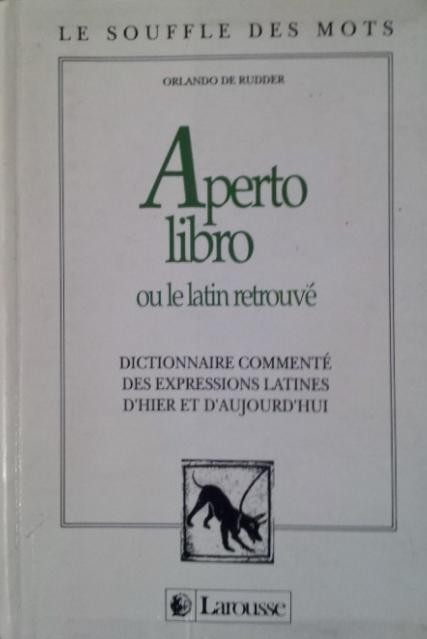 LE SOUFFLE DES MOTS
ORLANDO DE RUDDER
Aperto
libro
ou le latin retrouvé
DICTIONNAIRE COMMENTÉ
DES EXPRESSIONS LATINES
D'HIER ET D'AUJOURD'HUI
Larousse